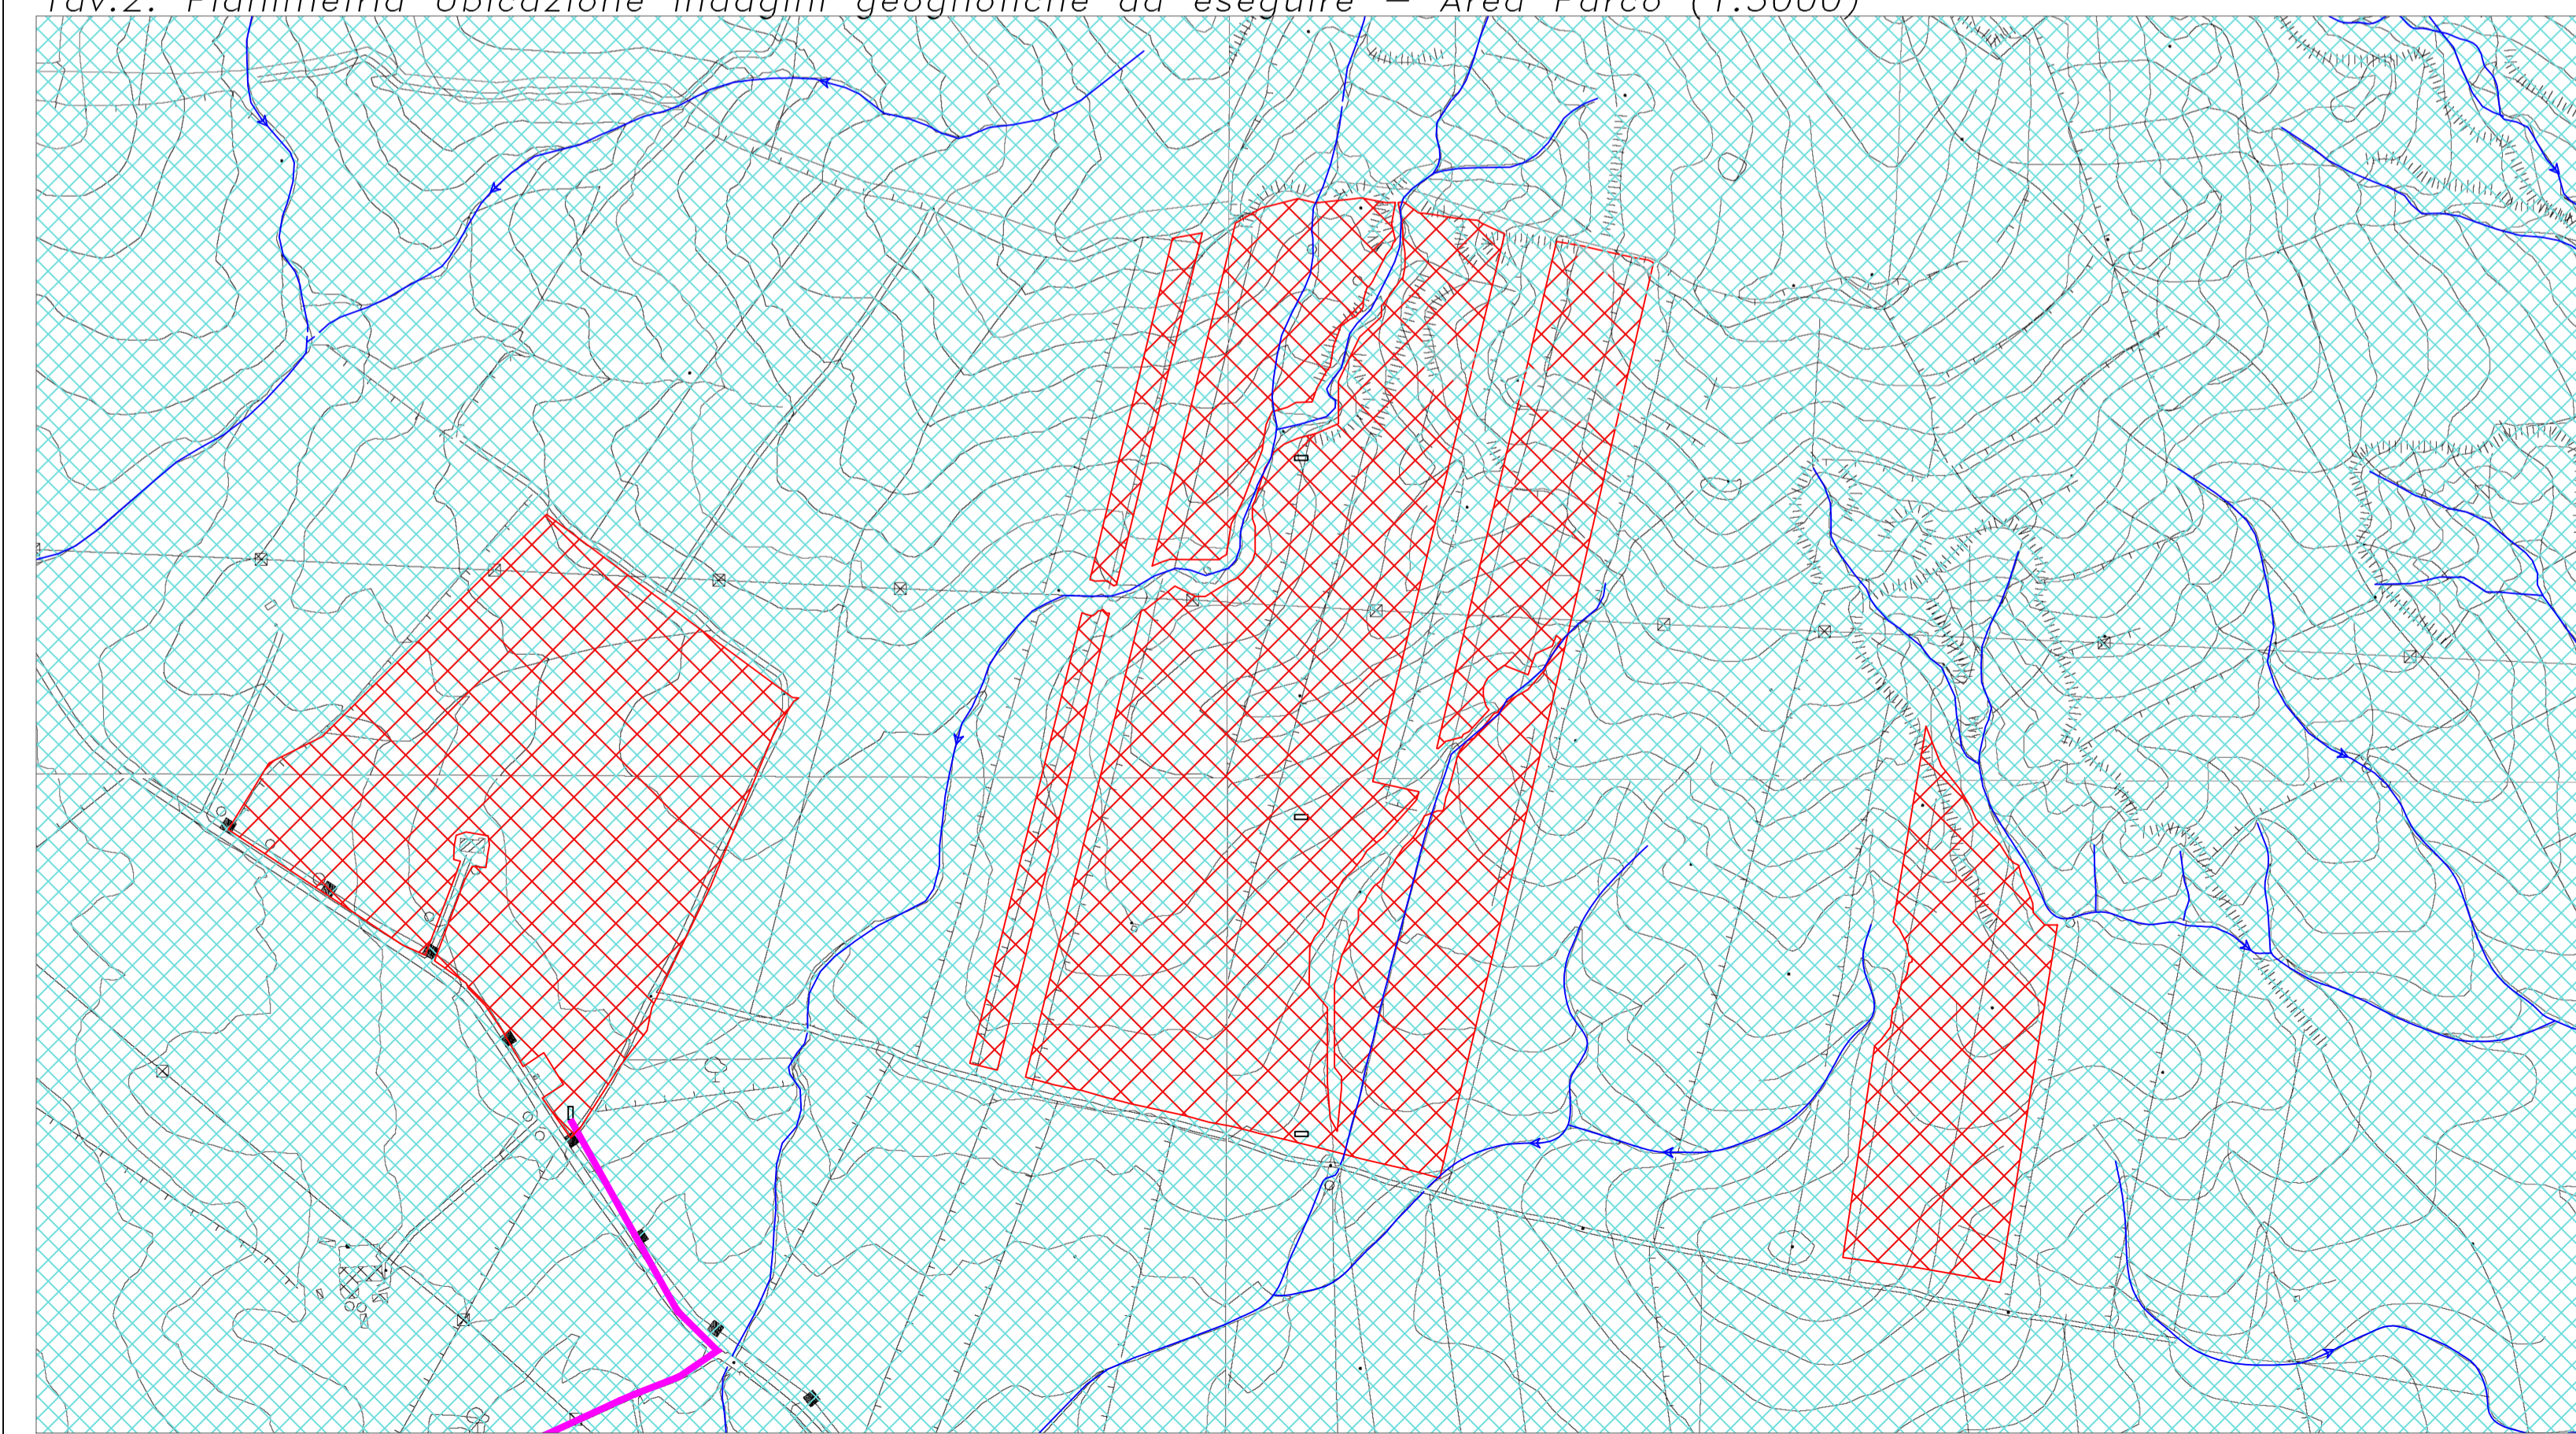 Tav.2: Planimetria ubicazione indagini geognostiche da eseguire – Area Parco (1:5000)